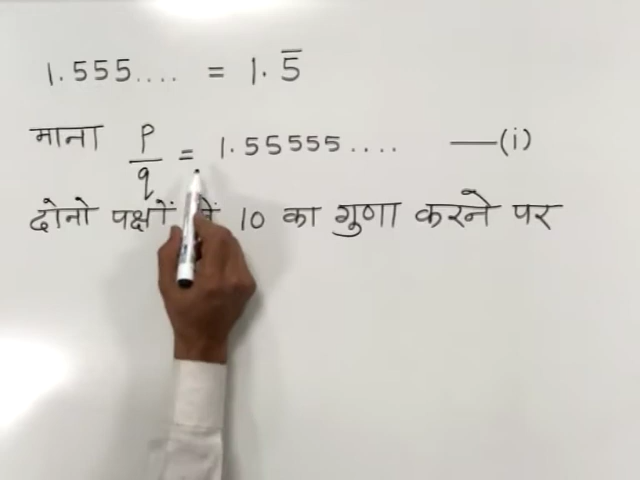 1.555.... = 1.5̅
माना p/q = 1.55555.... —(i)
दोनो पक्षों में 10 का गुणा करने पर